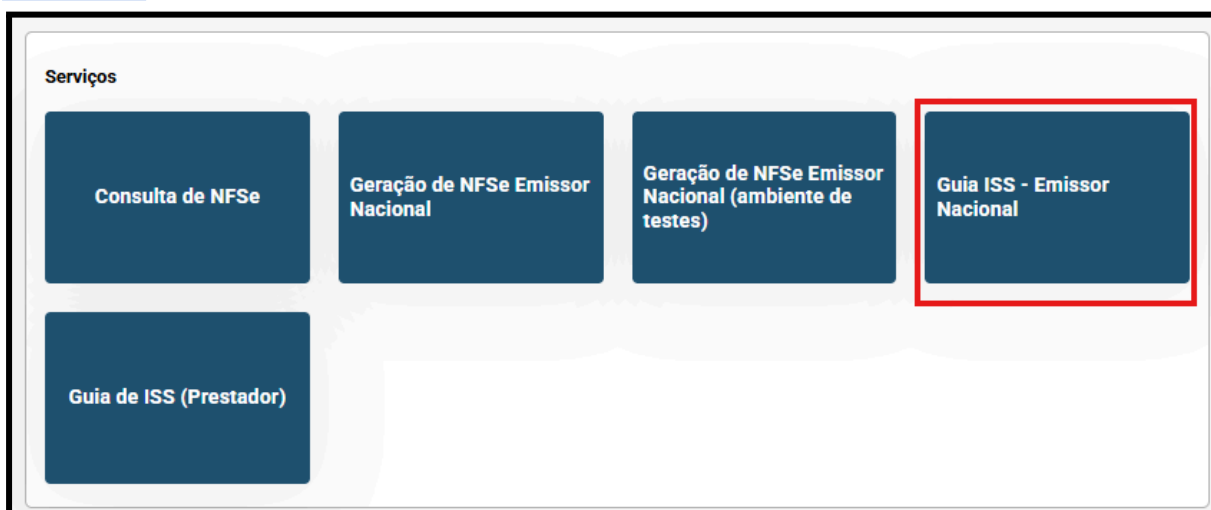 Serviços
Consulta de NFSe
Geração de NFSe Emissor
Nacional
Geração de NFSe Emissor
Nacional (ambiente de
testes)
Guia ISS - Emissor
Nacional
Guia de ISS (Prestador)